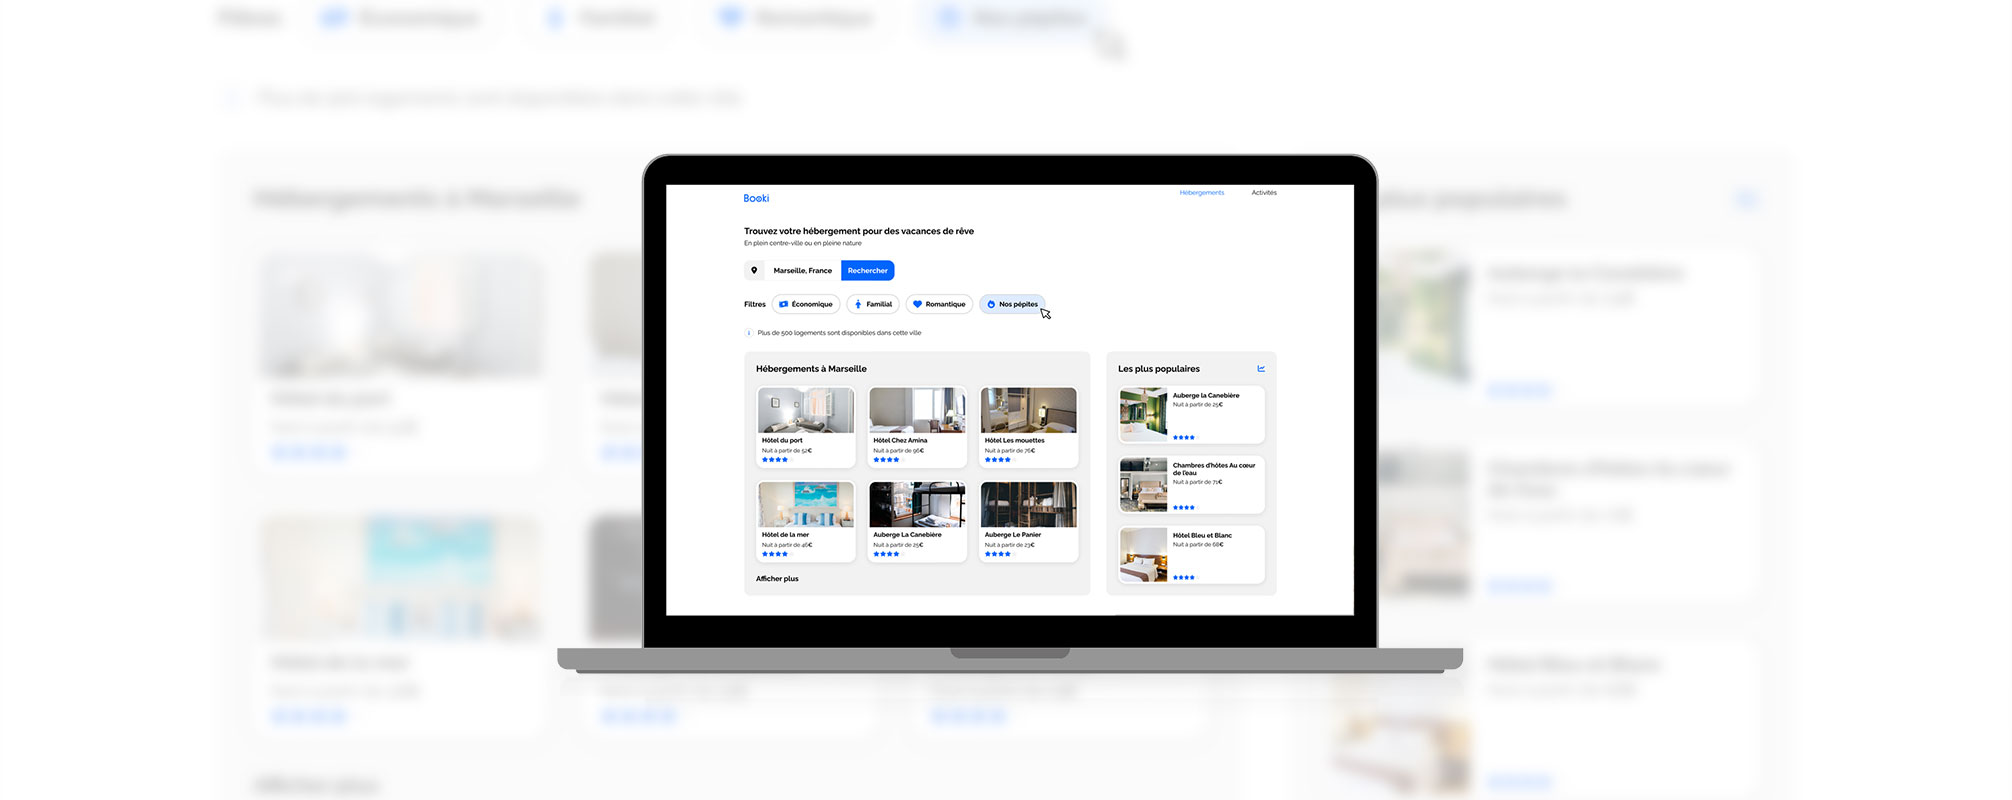 Booki
Hébergements
Activités
Trouvez votre hébergement pour des vacances de rêve
En plein centre-ville ou en pleine nature
Marseille, France
Rechercher
Filtres
Économique
Familial
Romantique
Nos pépites
Plus de 500 logements sont disponibles dans cette ville
Hébergements à Marseille
Hôtel du port
Nuit à partir de 52€
Hôtel Chez Amina
Nuit à partir de 96€
Hôtel Les mouettes
Nuit à partir de 76€
Hôtel de la mer
Nuit à partir de 46€
Auberge La Canebière
Nuit à partir de 25€
Auberge Le Panier
Nuit à partir de 23€
Afficher plus
Les plus populaires
Auberge la Canebière
Nuit à partir de 25€
Chambres d'hôtes Au cœur
de l'eau
Nuit à partir de 71€
Hôtel Bleu et Blanc
Nuit à partir de 68€